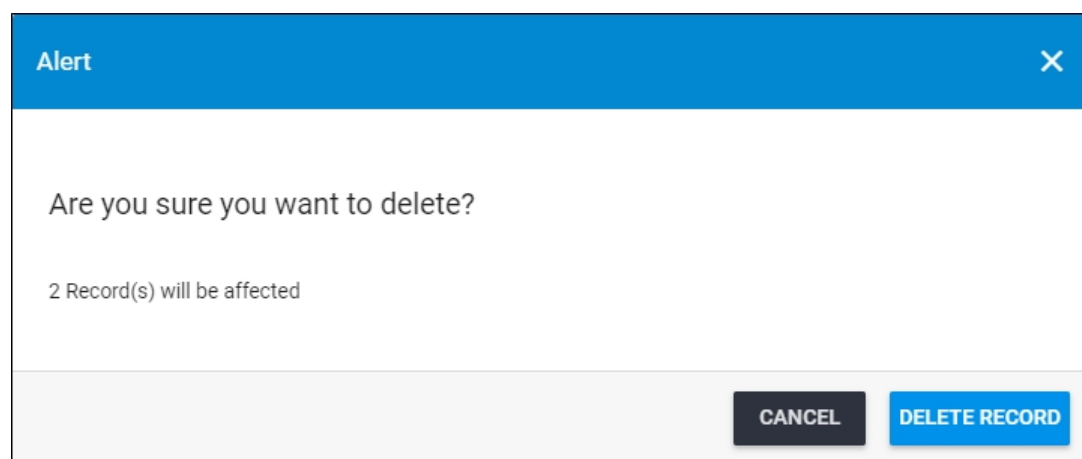 Alert
Are you sure you want to delete?
2 Record(s) will be affected
CANCEL DELETE RECORD